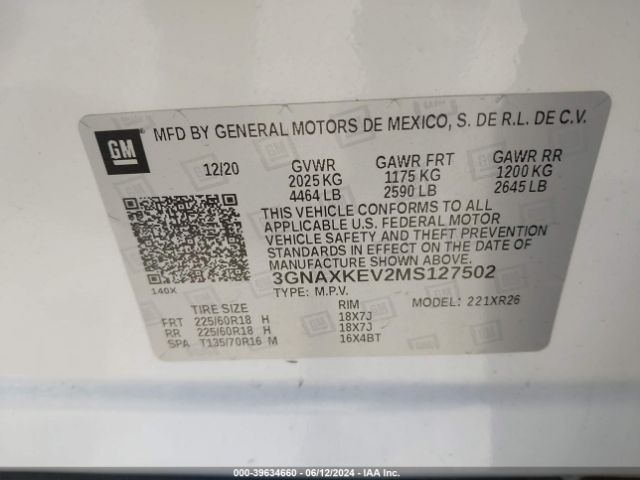 GM
MFD BY GENERAL MOTORS DE MEXICO, S. DE R.L. DE C.V.
12/20 GVWR GAWR FRT GAWR RR
2025 KG 1175 KG 1200 KG
4464 LB 2590 LB 2645 LB
THIS VEHICLE CONFORMS TO ALL
APPLICABLE U.S. FEDERAL MOTOR
VEHICLE SAFETY AND THEFT PREVENTION
STANDARDS IN EFFECT ON THE DATE OF
MANUFACTURE SHOWN ABOVE.
3GNAXKEV2MS127502
140X
TYPE: M.P.V. MODEL: 221XR26
TIRE SIZE RIM
FRT 225/60R18 H 18X7J
RR 225/60R18 H 18X7J
SPA T135/70R16 M 16X4BT
000-39634660 - 06/12/2024 - IAAI.COM